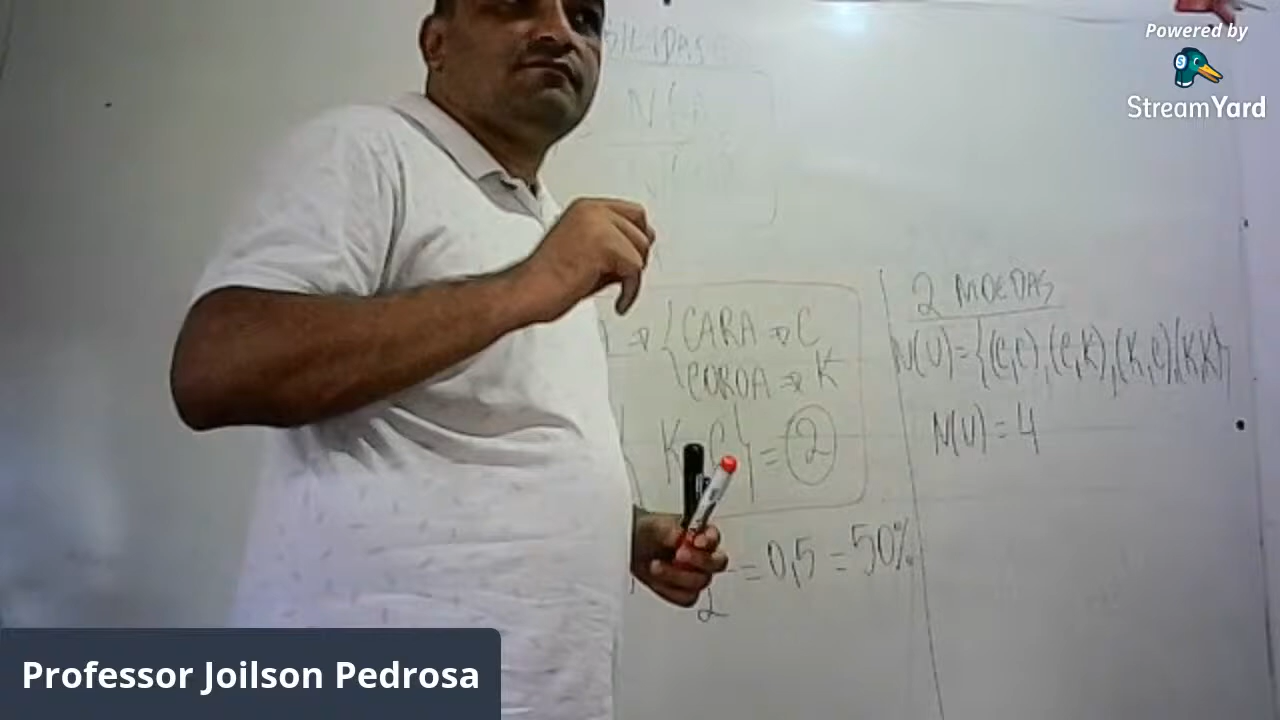 Powered by
StreamYard
2 MOEDAS
⇒ { CARA ⇒ C
COROA ⇒ K
N(U) = {(C,C), (C,K), (K,C)(K,K)}
K, C} = 2
N(U) = 4
= 0,5 = 50%
2
Professor Joilson Pedrosa